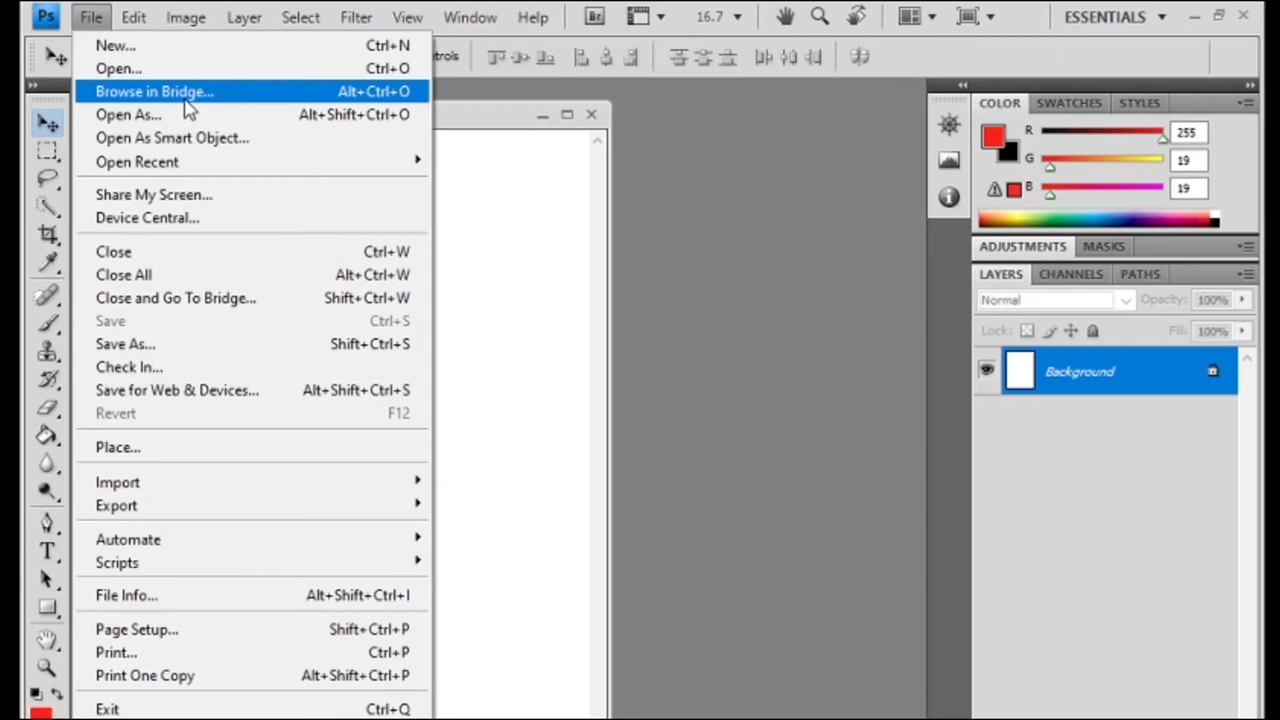 Ps File Edit Image Layer Select Filter View Window Help Br 16.7 ESSENTIALS
New... Ctrl+N
Open... Ctrl+O
Browse in Bridge... Alt+Ctrl+O
Open As... Alt+Shift+Ctrl+O
Open As Smart Object...
Open Recent
Share My Screen...
Device Central...
Close Ctrl+W
Close All Alt+Ctrl+W
Close and Go To Bridge... Shift+Ctrl+W
Save Ctrl+S
Save As... Shift+Ctrl+S
Check In...
Save for Web & Devices... Alt+Shift+Ctrl+S
Revert F12
Place...
Import
Export
Automate
Scripts
File Info... Alt+Shift+Ctrl+I
Page Setup... Shift+Ctrl+P
Print... Ctrl+P
Print One Copy Alt+Shift+Ctrl+P
Exit Ctrl+Q
COLOR SWATCHES STYLES
R 255
G 19
B 19
ADJUSTMENTS MASKS
LAYERS CHANNELS PATHS
Normal Opacity: 100%
Lock: Fill: 100%
Background